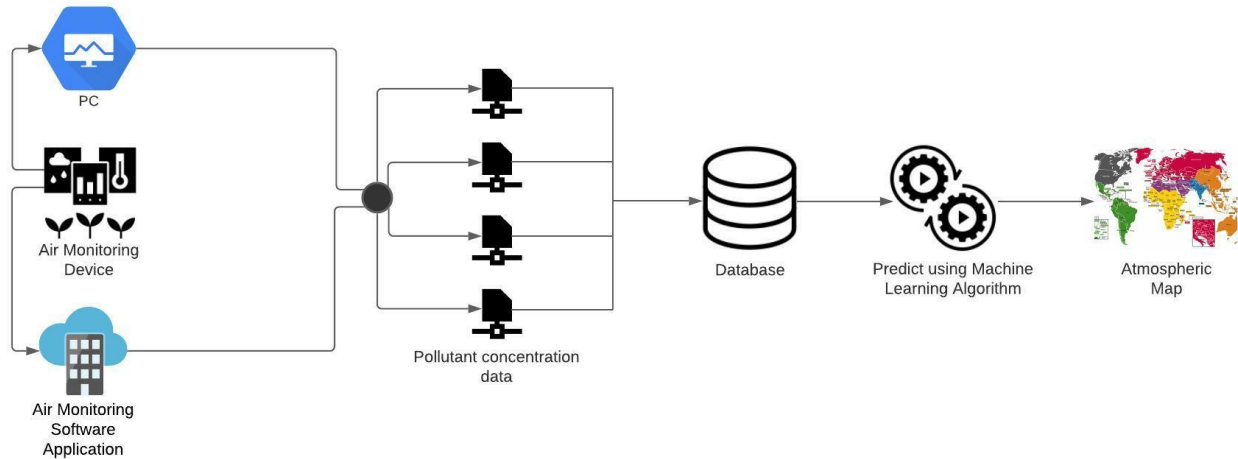 PC
Air Monitoring
Device
Air Monitoring
Software
Application
Pollutant concentration
data
Database
Predict using Machine
Learning Algorithm
Atmospheric
Map